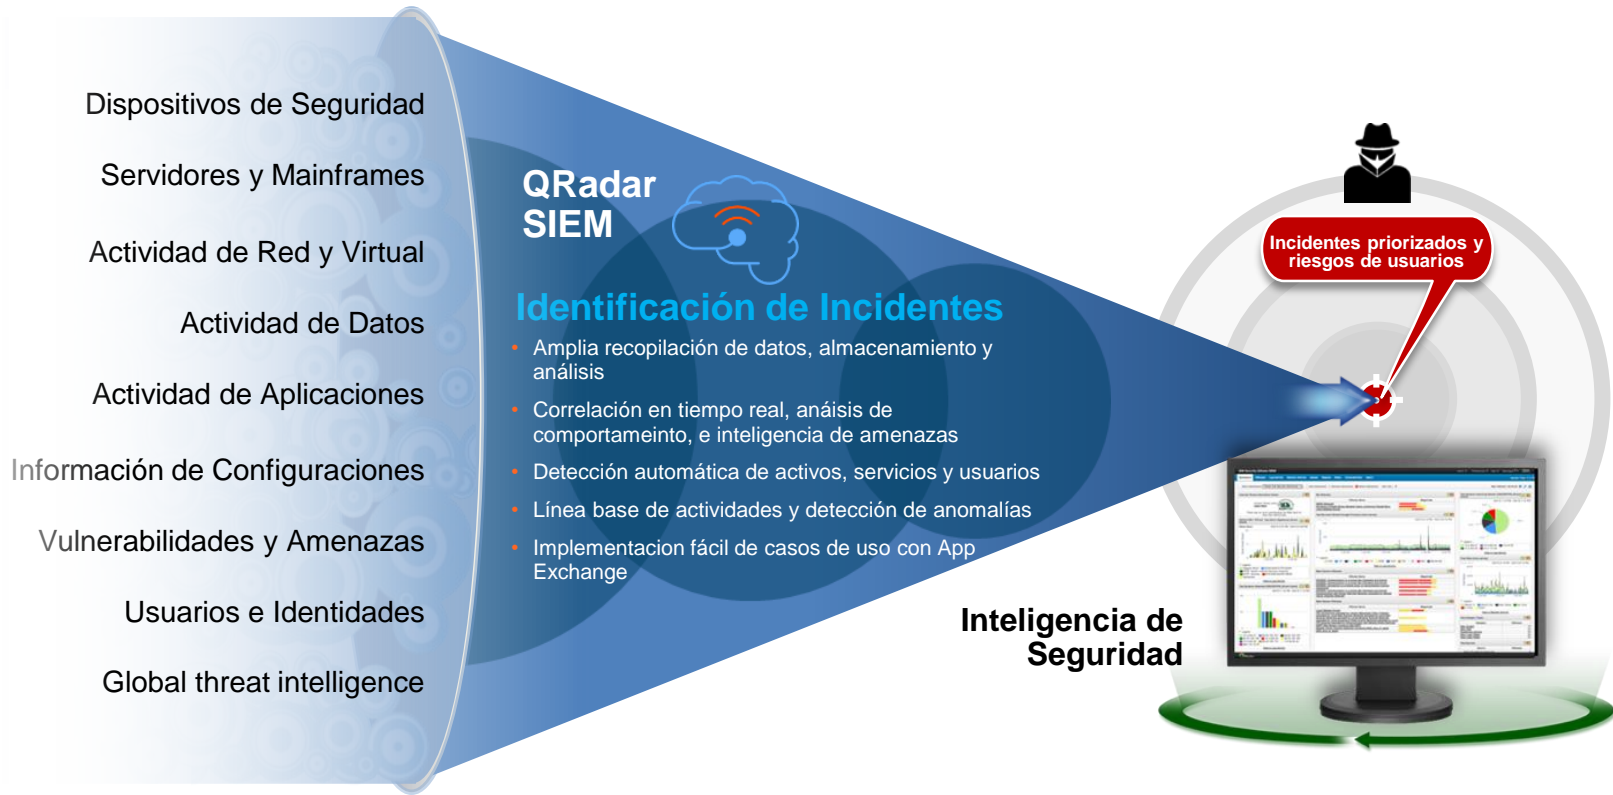 Dispositivos de Seguridad
Servidores y Mainframes
Actividad de Red y Virtual
Actividad de Datos
Actividad de Aplicaciones
Información de Configuraciones
Vulnerabilidades y Amenazas
Usuarios e Identidades
Global threat intelligence
QRadar
SIEM
Identificación de Incidentes
• Amplia recopilación de datos, almacenamiento y
análisis
• Correlación en tiempo real, anáisis de
comportameinto, e inteligencia de amenazas
• Detección automática de activos, servicios y usuarios
• Línea base de actividades y detección de anomalías
• Implementacion fácil de casos de uso con App
Exchange
Incidentes priorizados y
riesgos de usuarios
Inteligencia de
Seguridad